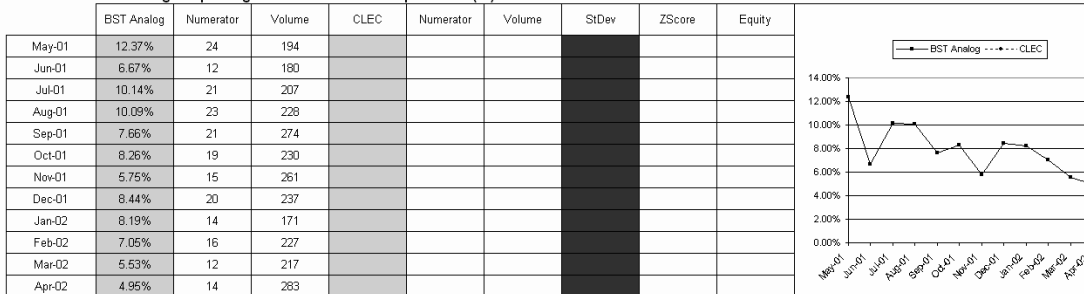 BST Analog Numerator Volume CLEC Numerator Volume StDev ZScore Equity
May-01 12.37% 24 194
Jun-01 6.67% 12 180
Jul-01 10.14% 21 207
Aug-01 10.09% 23 228
Sep-01 7.66% 21 274
Oct-01 8.26% 19 230
Nov-01 5.75% 15 261
Dec-01 8.44% 20 237
Jan-02 8.19% 14 171
Feb-02 7.05% 16 227
Mar-02 5.53% 12 217
Apr-02 4.95% 14 283
BST Analog CLEC
14.00%
12.00%
10.00%
8.00%
6.00%
4.00%
2.00%
0.00%
May-01 Jun-01 Jul-01 Aug-01 Sep-01 Oct-01 Nov-01 Dec-01 Jan-02 Feb-02 Mar-02 Apr-02